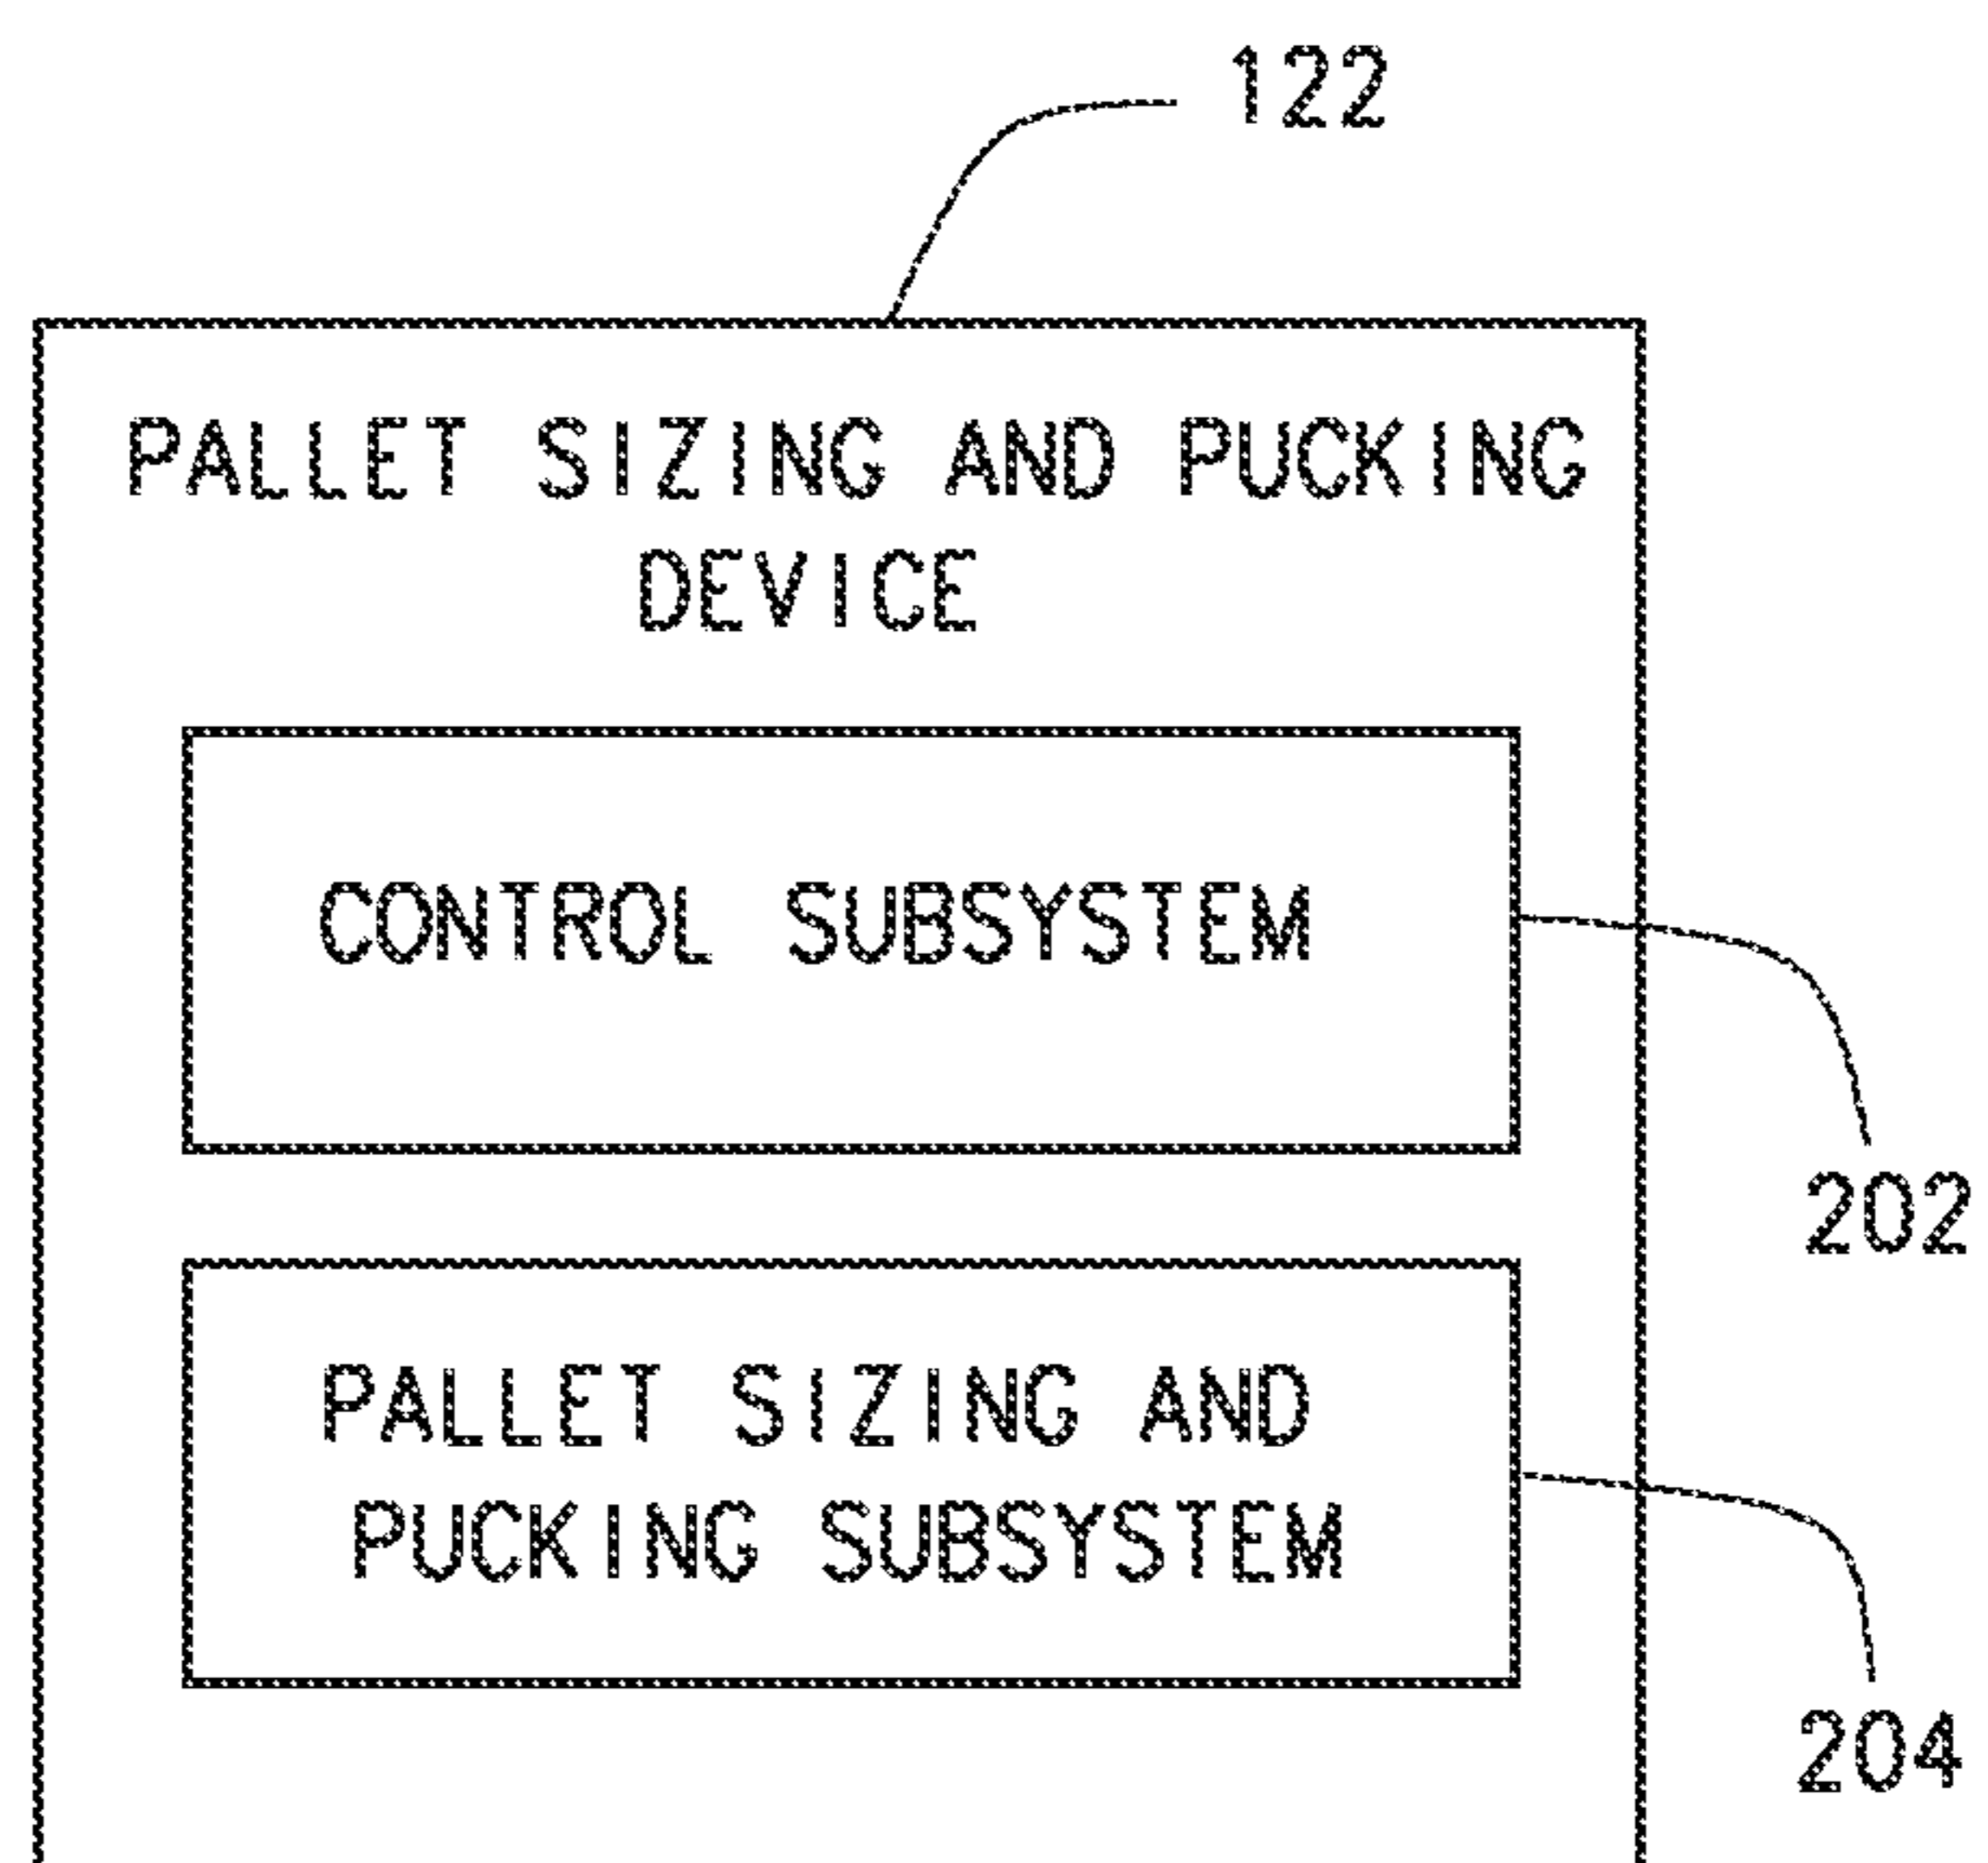 122
PALLET SIZING AND PUCKING
DEVICE
CONTROL SUBSYSTEM
202
PALLET SIZING AND
PUCKING SUBSYSTEM
204